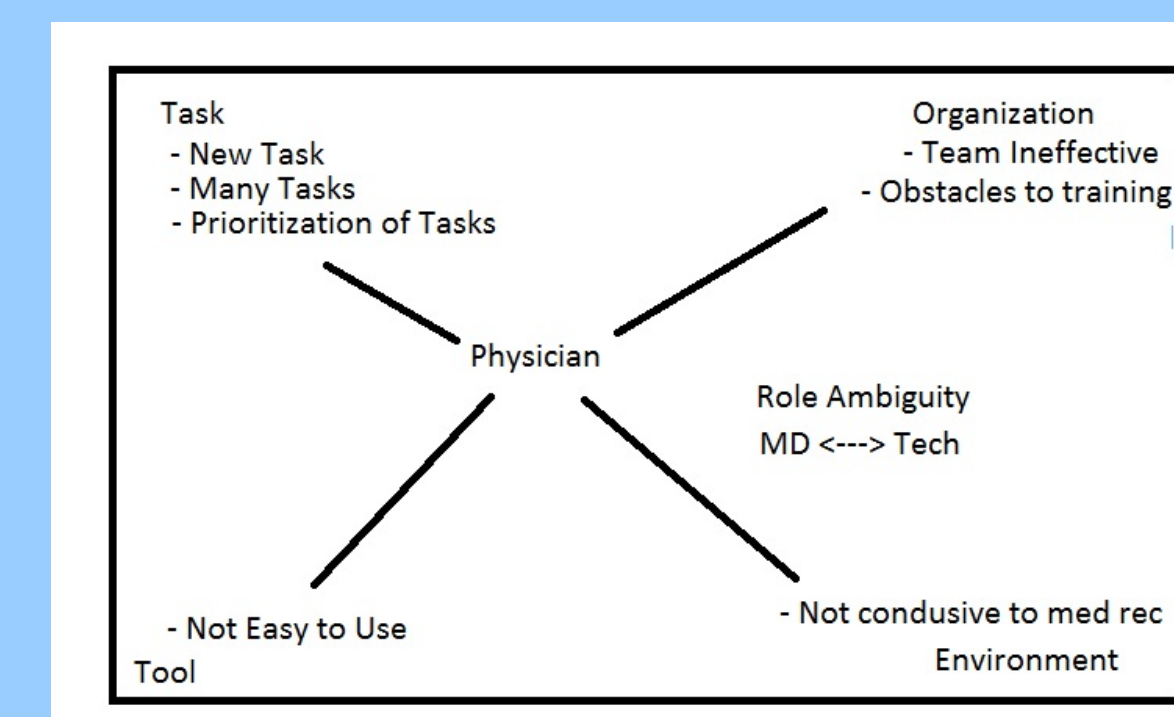 Task
- New Task
- Many Tasks
- Prioritization of Tasks
Organization
- Team Ineffective
- Obstacles to training
Physician
Role Ambiguity
MD <---> Tech
- Not Easy to Use
Tool
- Not condusive to med rec
Environment